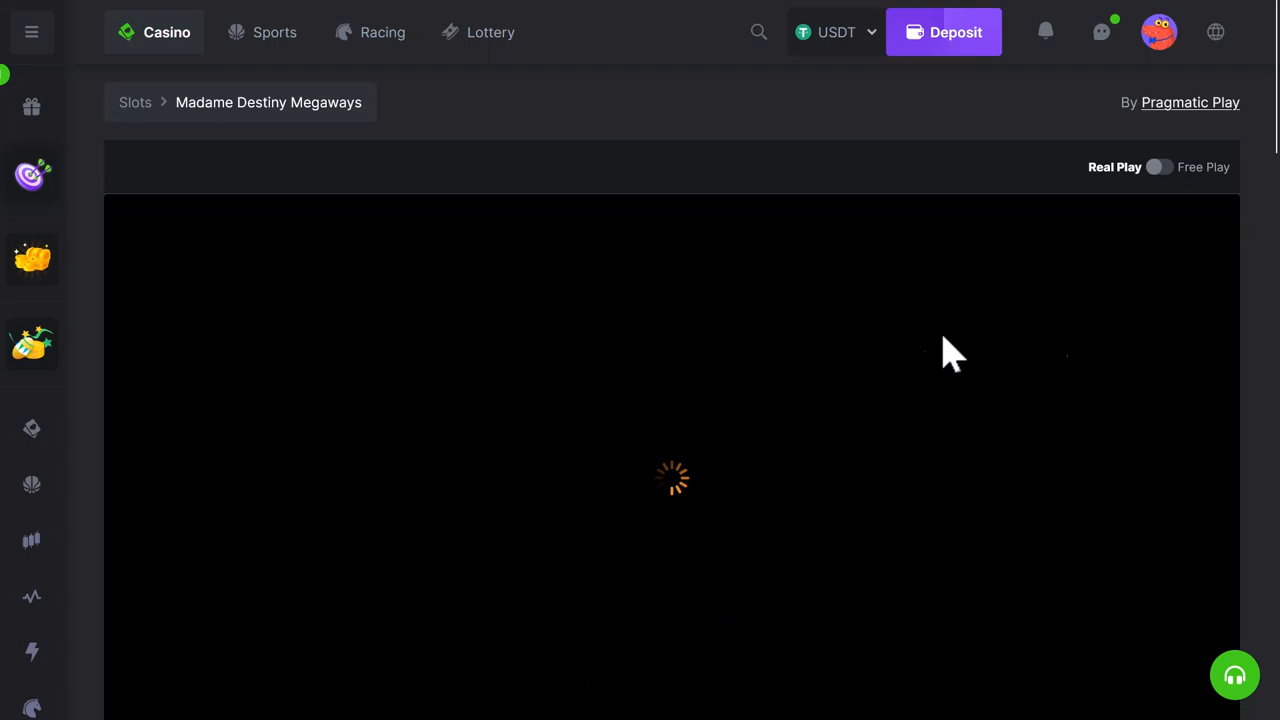 Casino
Sports
Racing
Lottery
USDT
Deposit
Slots
Madame Destiny Megaways
By Pragmatic Play
Real Play
Free Play